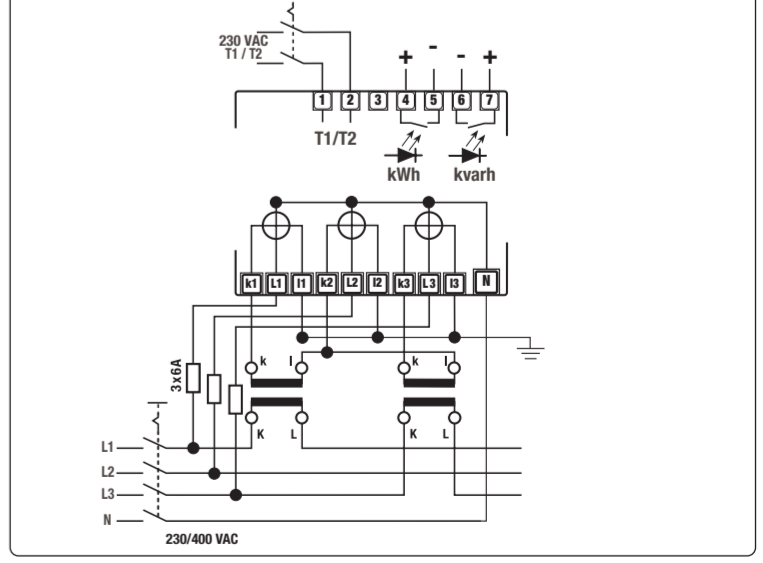 230 VAC
T1 / T2
+ - - +
1 2 3 4 5 6 7
T1/T2
kWh kvarh
k1 L1 l1 k2 L2 l2 k3 L3 l3 N
k l k l
3x6A
K L K L
L1
L2
L3
N
230/400 VAC